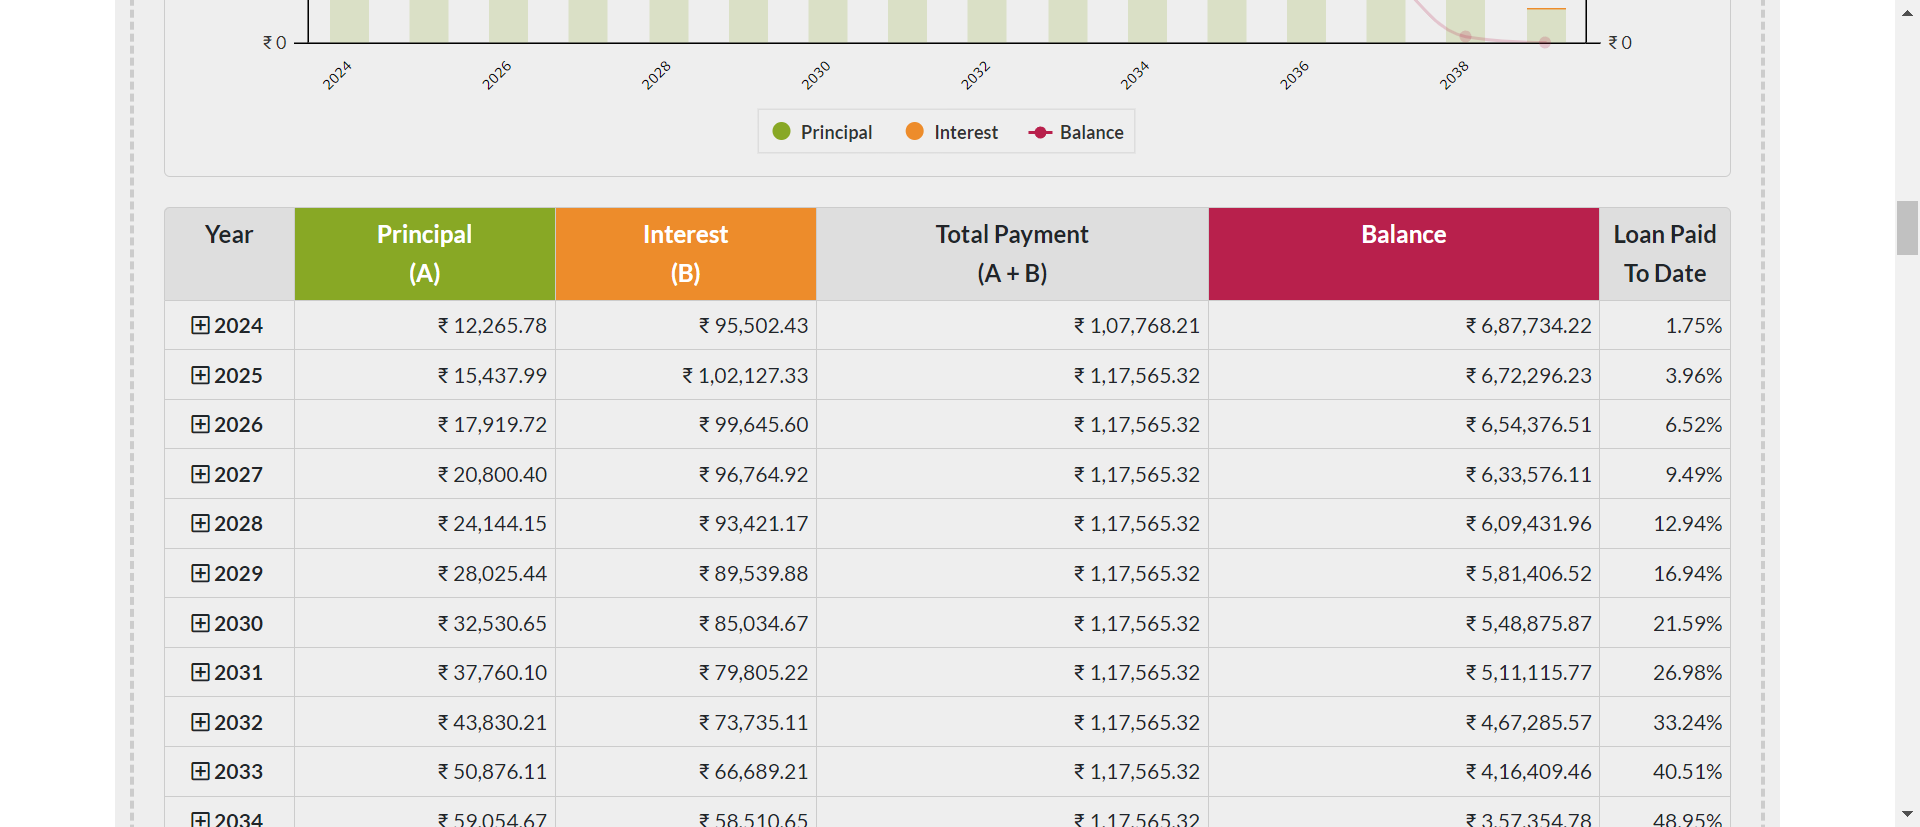 ₹ 0 ₹ 0
2024 2026 2028 2030 2032 2034 2036 2038
Principal Interest Balance
Year Principal Interest Total Payment Balance Loan Paid
(A) (B) (A + B) To Date
2024 ₹ 12,265.78 ₹ 95,502.43 ₹ 1,07,768.21 ₹ 6,87,734.22 1.75%
2025 ₹ 15,437.99 ₹ 1,02,127.33 ₹ 1,17,565.32 ₹ 6,72,296.23 3.96%
2026 ₹ 17,919.72 ₹ 99,645.60 ₹ 1,17,565.32 ₹ 6,54,376.51 6.52%
2027 ₹ 20,800.40 ₹ 96,764.92 ₹ 1,17,565.32 ₹ 6,33,576.11 9.49%
2028 ₹ 24,144.15 ₹ 93,421.17 ₹ 1,17,565.32 ₹ 6,09,431.96 12.94%
2029 ₹ 28,025.44 ₹ 89,539.88 ₹ 1,17,565.32 ₹ 5,81,406.52 16.94%
2030 ₹ 32,530.65 ₹ 85,034.67 ₹ 1,17,565.32 ₹ 5,48,875.87 21.59%
2031 ₹ 37,760.10 ₹ 79,805.22 ₹ 1,17,565.32 ₹ 5,11,115.77 26.98%
2032 ₹ 43,830.21 ₹ 73,735.11 ₹ 1,17,565.32 ₹ 4,67,285.57 33.24%
2033 ₹ 50,876.11 ₹ 66,689.21 ₹ 1,17,565.32 ₹ 4,16,409.46 40.51%
2034 ₹ 59,054.67 ₹ 58,510.65 ₹ 1,17,565.32 ₹ 3,57,354.78 48.95%